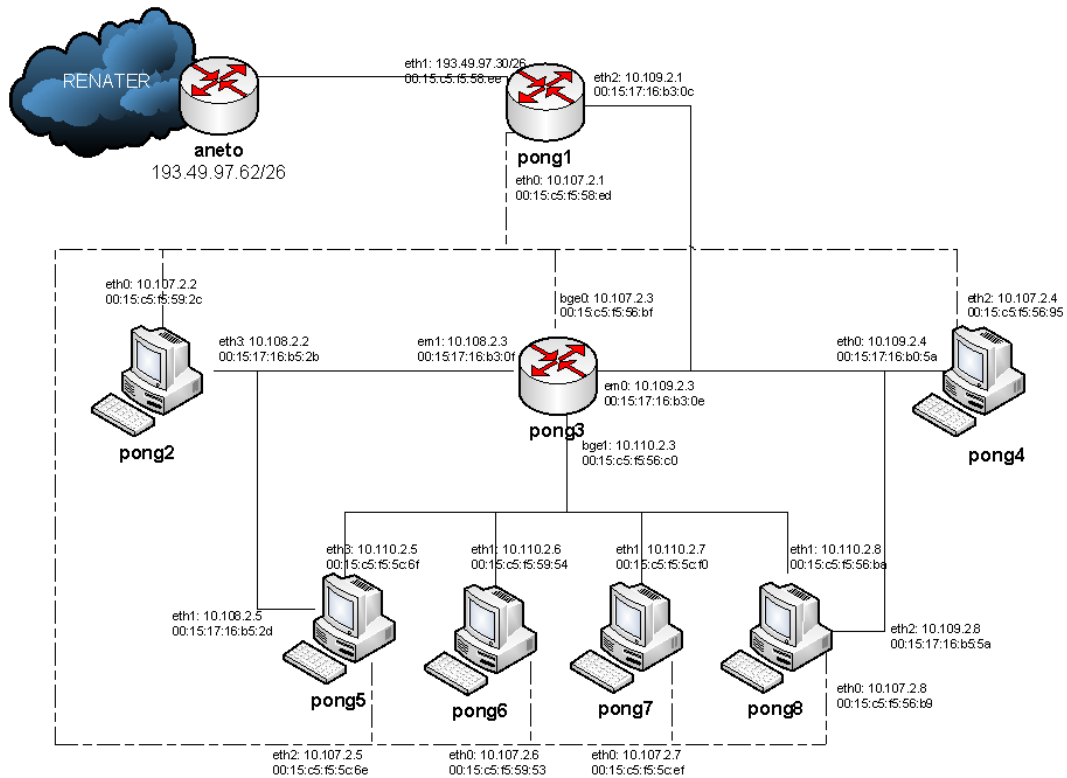 RENATER
aneto
193.49.97.62/26
eth1: 193.49.97.30/26
00:15:c5:f5:58:ee
pong1
eth2: 10.109.2.1
00:15:17:16:b3:0c
eth0: 10.107.2.1
00:15:c5:f5:58:ed
eth0: 10.107.2.2
00:15:c5:f5:59:2c
pong2
eth3: 10.108.2.2
00:15:17:16:b5:2b
em1: 10.108.2.3
00:15:17:16:b3:0f
bge0: 10.107.2.3
00:15:c5:f5:56:bf
pong3
em0: 10.109.2.3
00:15:17:16:b3:0e
bge1: 10.110.2.3
00:15:c5:f5:56:c0
eth0: 10.109.2.4
00:15:17:16:b0:5a
eth2: 10.107.2.4
00:15:c5:f5:56:95
pong4
eth3: 10.110.2.5
00:15:c5:f5:5c:6f
eth1: 10.110.2.6
00:15:c5:f5:59:54
eth1: 10.110.2.7
00:15:c5:f5:5c:f0
eth1: 10.110.2.8
00:15:c5:f5:56:ba
eth1: 10.108.2.5
00:15:17:16:b5:2d
pong5
pong6
pong7
pong8
eth2: 10.109.2.8
00:15:17:16:b5:5a
eth0: 10.107.2.8
00:15:c5:f5:56:b9
eth2: 10.107.2.5
00:15:c5:f5:5c:6e
eth0: 10.107.2.6
00:15:c5:f5:59:53
eth0: 10.107.2.7
00:15:c5:f5:5c:ef